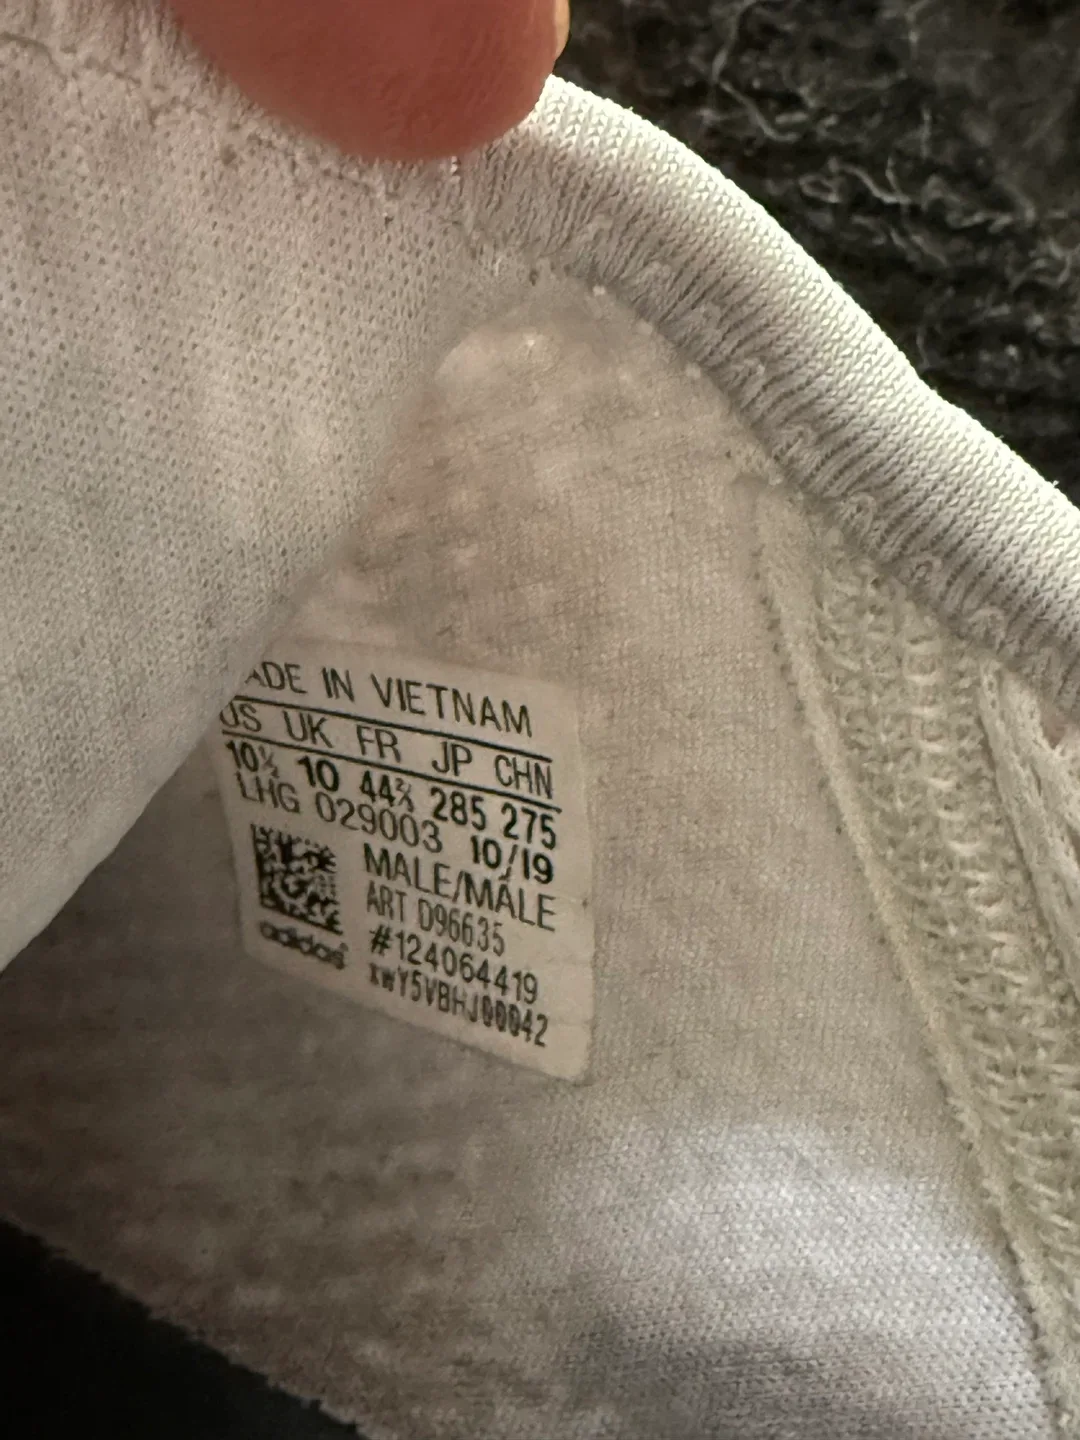 ADE IN VIETNAM
US UK FR JP CHN
10½ 10 44⅔ 285 275
LHG 029003 10/19
MALE/MÂLE
ART D96635
#124064419
xwY5VBHJ00042
adidas